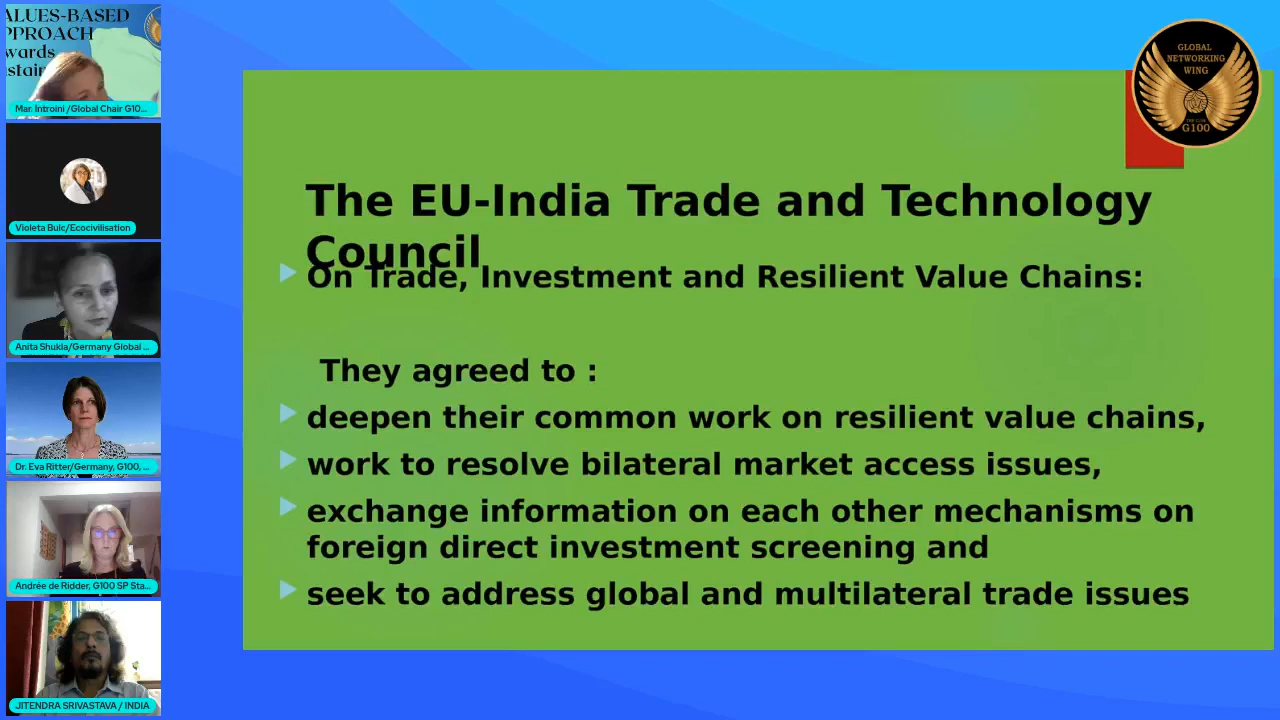 ALUES-BASED
PPROACH
wards
stain
Mar. Introini /Global Chair G10...
Violeta Bulc/Ecocivilisation
Anita Shukla/Germany Global ...
Dr. Eva Ritter/Germany, G100, ...
Andrée de Ridder, G100 SP Sta...
JITENDRA SRIVASTAVA / INDIA
GLOBAL
NETWORKING
WING
G100
The EU-India Trade and Technology
Council
On Trade, Investment and Resilient Value Chains:
They agreed to :
deepen their common work on resilient value chains,
work to resolve bilateral market access issues,
exchange information on each other mechanisms on
foreign direct investment screening and
seek to address global and multilateral trade issues